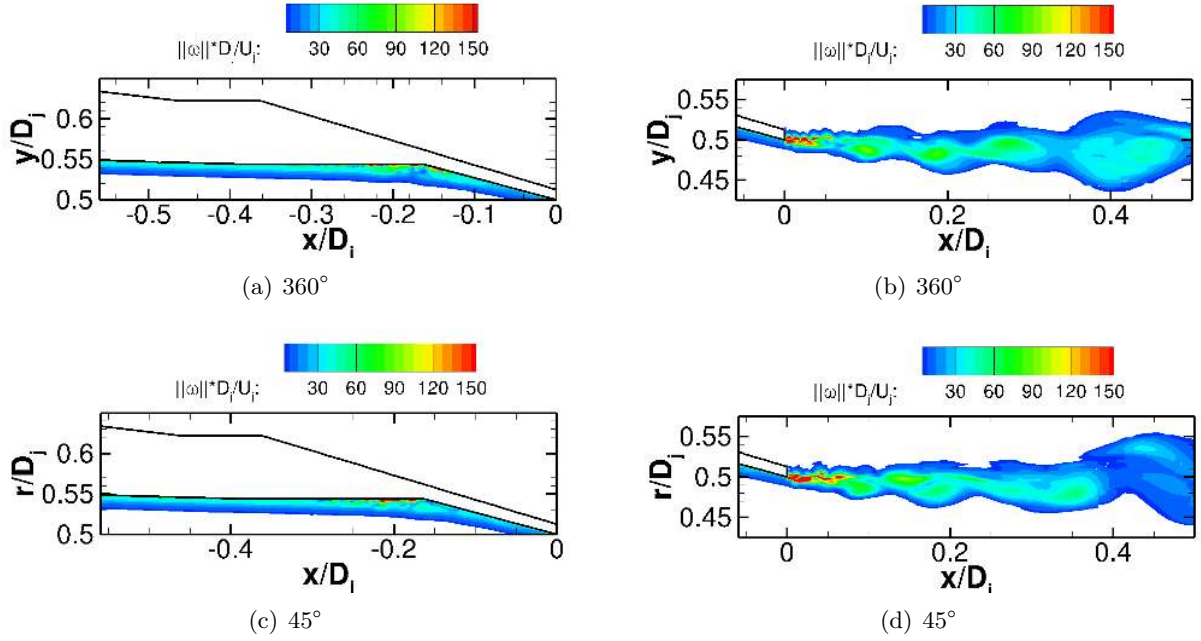 30 60 90 120 150
||ω||*D/U_j:
y/D_j
0.6
0.55
0.5
-0.5 -0.4 -0.3 -0.2 -0.1 0
x/D_j
(a) 360°
30 60 90 120 150
||ω||*D_j/U_j:
y/D_j
0.55
0.5
0.45
0 0.2 0.4
x/D_j
(b) 360°
30 60 90 120 150
||ω||*D_j/U_j:
r/D_j
0.6
0.55
0.5
-0.4 -0.2 0
x/D_j
(c) 45°
30 60 90 120 150
||ω||*D_j/U_j:
r/D_j
0.55
0.5
0.45
0 0.2 0.4
x/D_j
(d) 45°